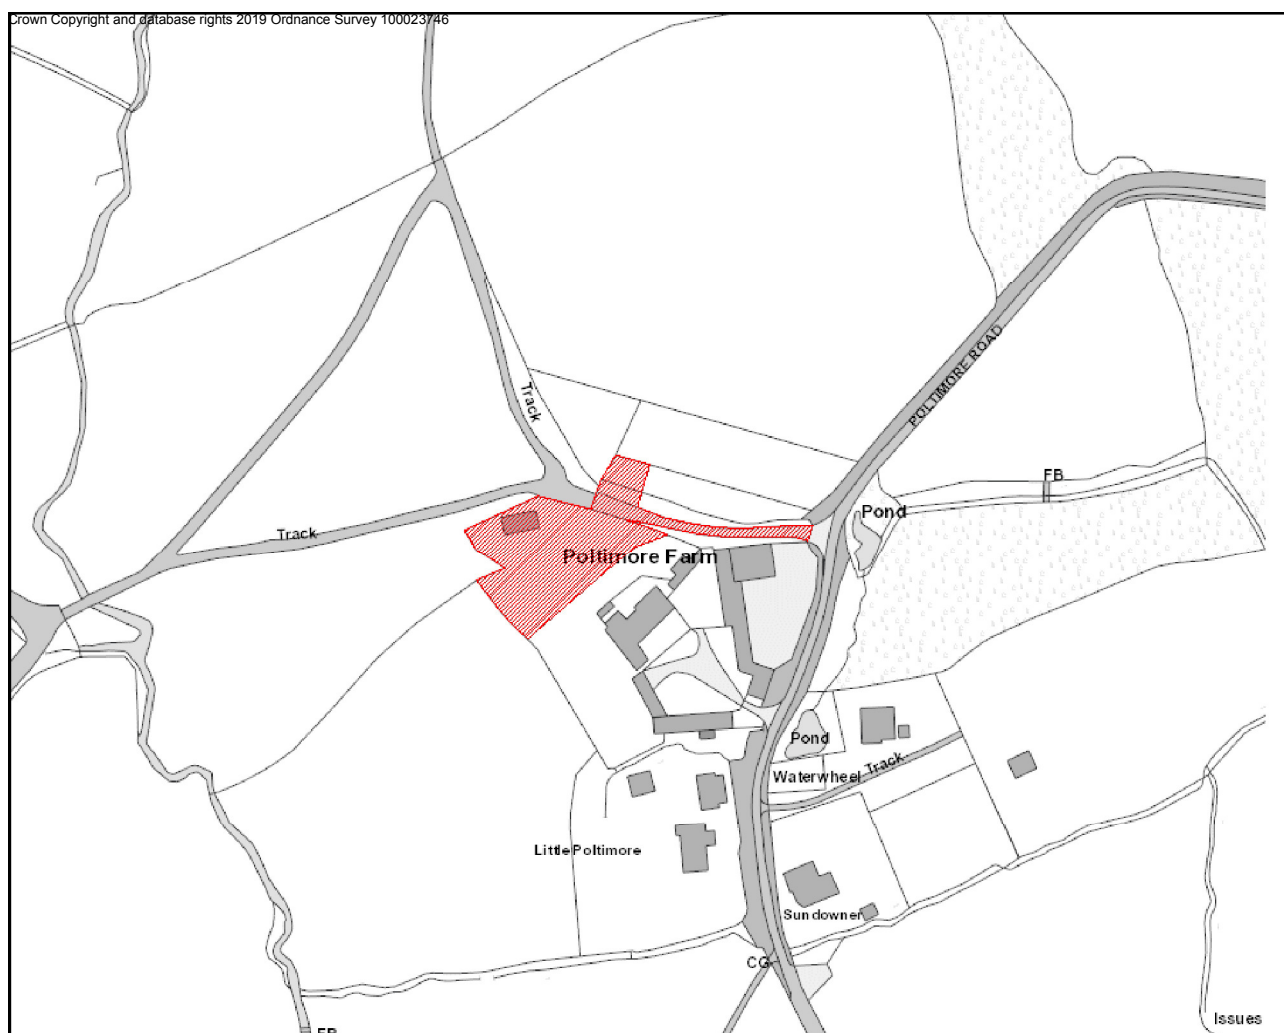 Crown Copyright and database rights 2019 Ordnance Survey 100023746
POLTIMORE ROAD
Track
FB
Pond
Track
Poltimore Farm
Pond
Track
Waterwheel
Little Poltimore
Sundowner
CG
Issues
FB